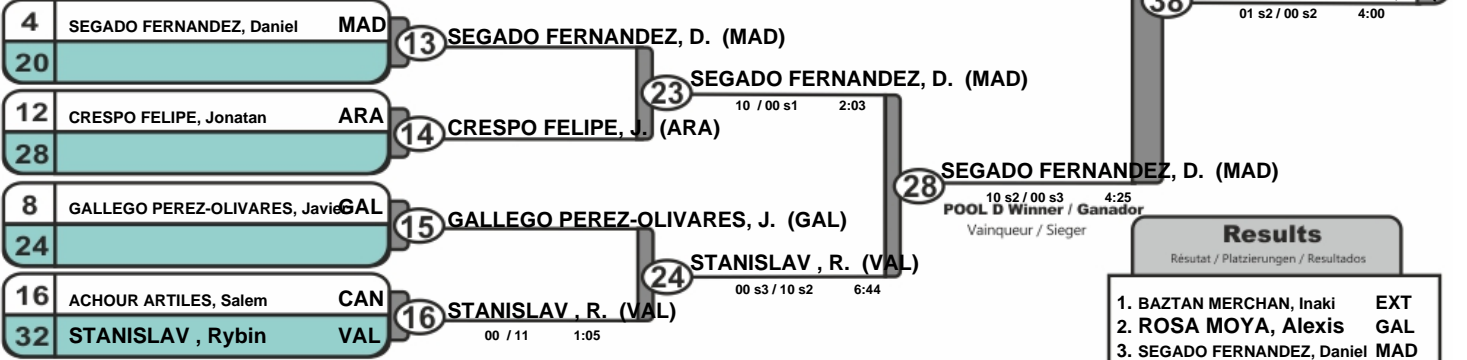 38
01 s2 / 00 s2 4:00
4 SEGADO FERNANDEZ, Daniel MAD
20
13 SEGADO FERNANDEZ, D. (MAD)
23 SEGADO FERNANDEZ, D. (MAD)
10 / 00 s1 2:03
12 CRESPO FELIPE, Jonatan ARA
28
14 CRESPO FELIPE, J. (ARA)
28 SEGADO FERNANDEZ, D. (MAD)
10 s2 / 00 s3 4:25
POOL D Winner / Ganador
Vainqueur / Sieger
8 GALLEGO PEREZ-OLIVARES, Javier GAL
24
15 GALLEGO PEREZ-OLIVARES, J. (GAL)
24 STANISLAV , R. (VAL)
00 s3 / 10 s2 6:44
16 ACHOUR ARTILES, Salem CAN
32 STANISLAV , Rybin VAL
16 STANISLAV , R. (VAL)
00 / 11 1:05
Results
Résutat / Platzierungen / Resultados
1. BAZTAN MERCHAN, Inaki EXT
2. ROSA MOYA, Alexis GAL
3. SEGADO FERNANDEZ, Daniel MAD